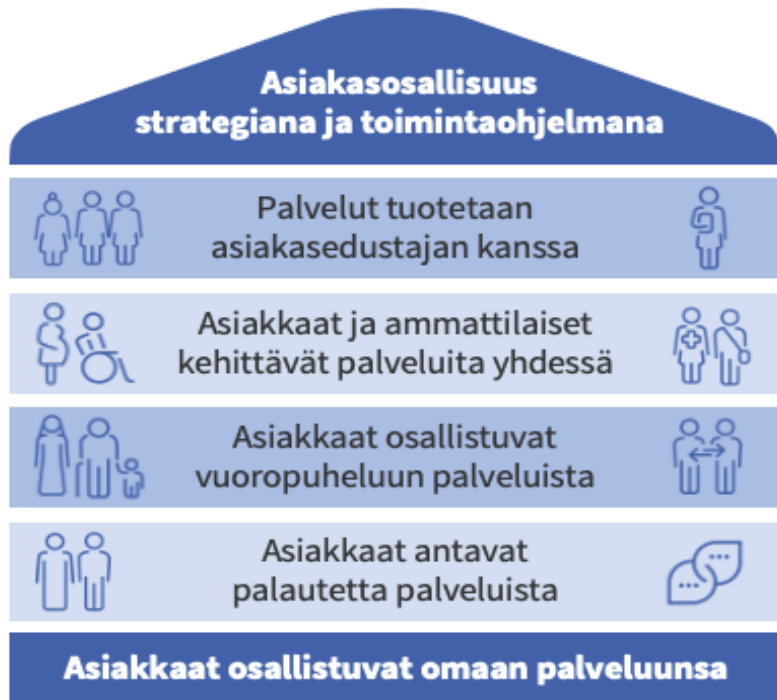 Asiakasosallisuus
strategiana ja toimintaohjelmana
Palvelut tuotetaan
asiakasedustajan kanssa
Asiakkaat ja ammattilaiset
kehittävät palveluita yhdessä
Asiakkaat osallistuvat
vuoropuheluun palveluista
Asiakkaat antavat
palautetta palveluista
Asiakkaat osallistuvat omaan palveluunsa